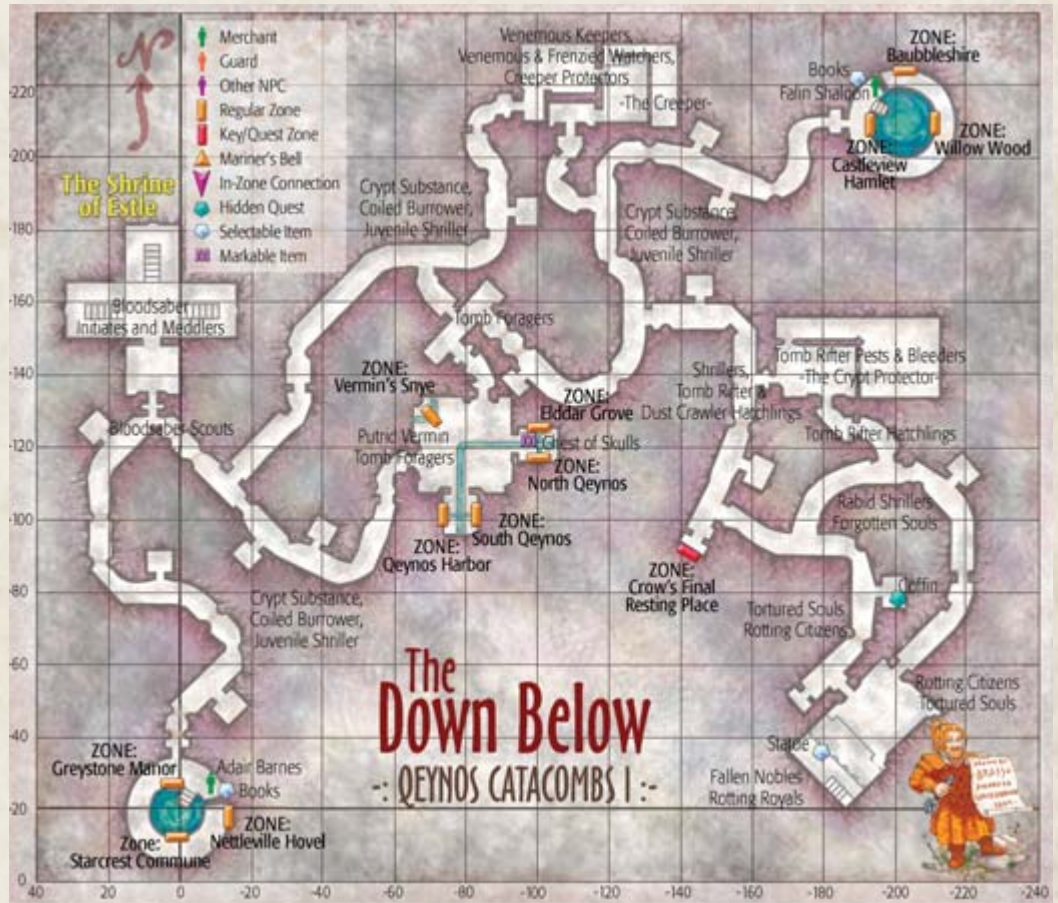 N
Merchant
Guard
Other NPC
Regular Zone
Key/Quest Zone
Mariner's Bell
In-Zone Connection
Hidden Quest
Selectable Item
Markable Item
Venemous Keepers,
Venemous & Frenzied Watchers,
Creeper Protectors
-The Creeper-
ZONE:
Baubbleshire
Books
Falin Shaloon
ZONE:
Castleview
Hamlet
ZONE:
Willow Wood
The Shrine
of Estle
Crypt Substance,
Coiled Burrower,
Juvenile Shriller
Crypt Substance,
Coiled Burrower,
Juvenile Shriller
Bloodsaber
Initiates and Meddlers
Tomb Foragers
ZONE:
Vermin's Snye
Shrillers,
Tomb Rifter &
Dust Crawler Hatchlings
Tomb Rifter Pests & Bleeders
-The Crypt Protector-
ZONE:
Elddar Grove
Bloodsaber Scouts
Putrid Vermin
Tomb Foragers
Chest of Skulls
Tomb Rifter Hatchlings
ZONE:
North Qeynos
Rabid Shrillers
Forgotten Souls
ZONE:
South Qeynos
ZONE:
Qeynos Harbor
ZONE:
Crow's Final
Resting Place
Coffin
Crypt Substance,
Coiled Burrower,
Juvenile Shriller
Tortured Souls
Rotting Citizens
Rotting Citizens
Tortured Souls
The
Down Below
-: QEYNOS CATACOMBS I :-
Statue
Fallen Nobles
Rotting Royals
ZONE:
Greystone Manor
Adair Barnes
Books
ZONE:
Nettleville Hovel
Zone:
Starcrest Commune
-220
-200
-180
-160
-140
-120
-100
-80
-60
-40
-20
0
40 20 0 -20 -40 -60 -80 -100 -120 -140 -160 -180 -200 -220 -240